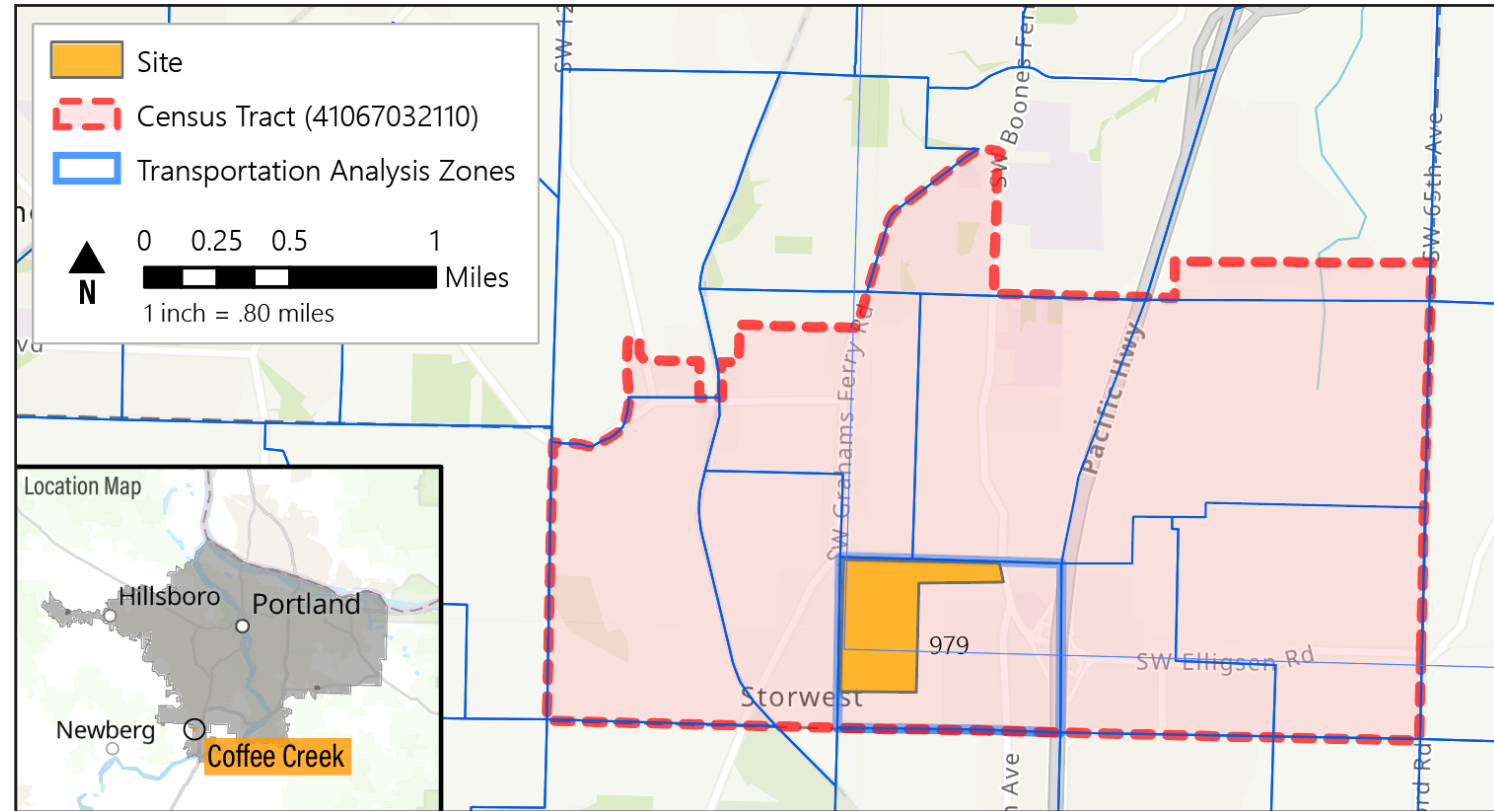 Site
Census Tract (41067032110)
Transportation Analysis Zones
0 0.25 0.5 1
Miles
N
1 inch = .80 miles
SW 12
SW Boones Fer
SW 65th Ave
SW Grahams Ferry Rd
Pacific Hwy
979
SW Elligsen Rd
Storwest
Location Map
Hillsboro
Portland
Newberg
Coffee Creek